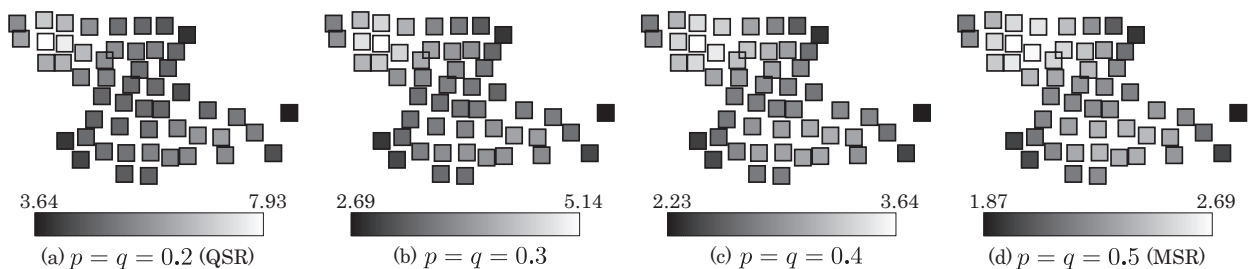 3.64 7.93 2.69 5.14 2.23 3.64 1.87 2.69
(a) p = q = 0.2 (QSR) (b) p = q = 0.3 (c) p = q = 0.4 (d) p = q = 0.5 (MSR)